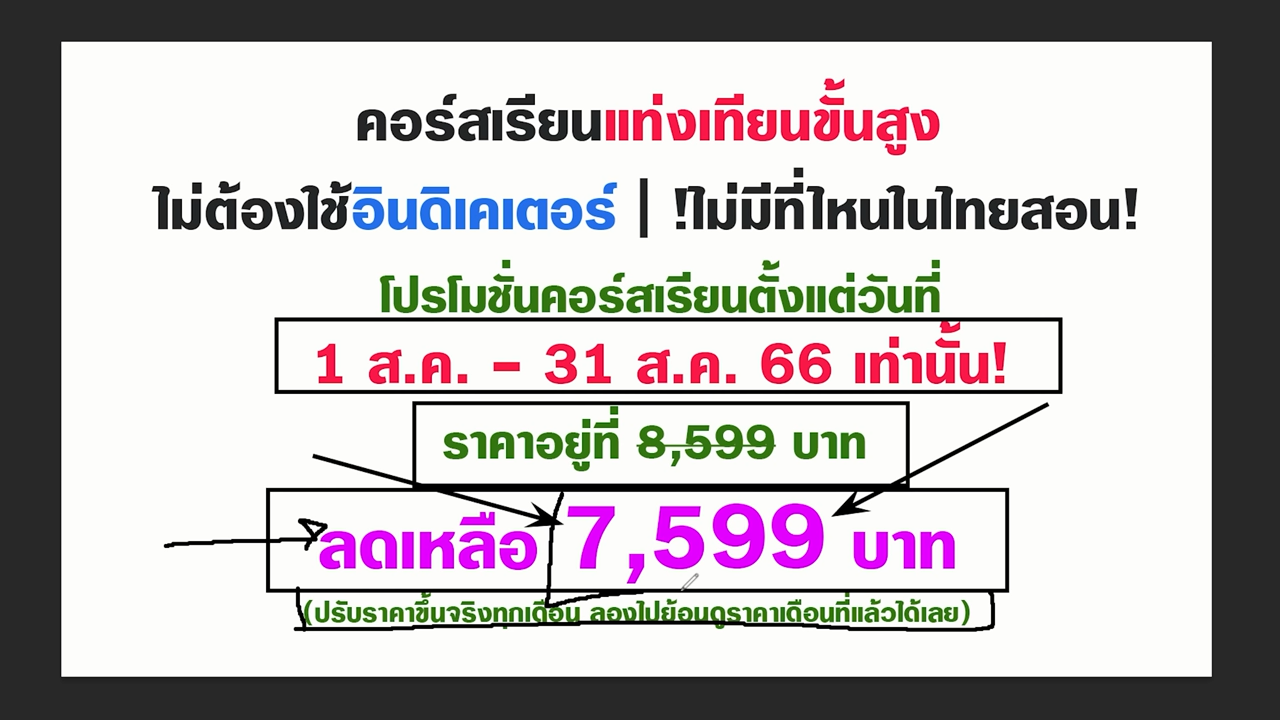 คอร์สเรียนแท่งเทียนขั้นสูง
ไม่ต้องใช้อินดิเคเตอร์ | !ไม่มีที่ไหนในไทยสอน!
โปรโมชั่นคอร์สเรียนตั้งแต่วันที่
1 ส.ค. - 31 ส.ค. 66 เท่านั้น!
ราคาอยู่ที่ 8,599 บาท
ลดเหลือ 7,599 บาท
(ปรับราคาขึ้นจริงทุกเดือน ลองไปย้อนดูราคาเดือนที่แล้วได้เลย)